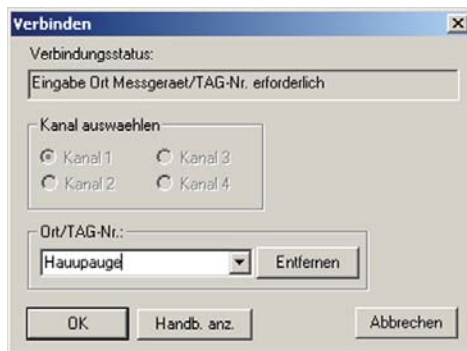 Verbinden
Verbindungsstatus:
Eingabe Ort Messgeraet/TAG-Nr. erforderlich
Kanal auswaehlen
Kanal 1 Kanal 3
Kanal 2 Kanal 4
Ort/TAG-Nr.:
Hauupauge Entfernen
OK Handb. anz. Abbrechen